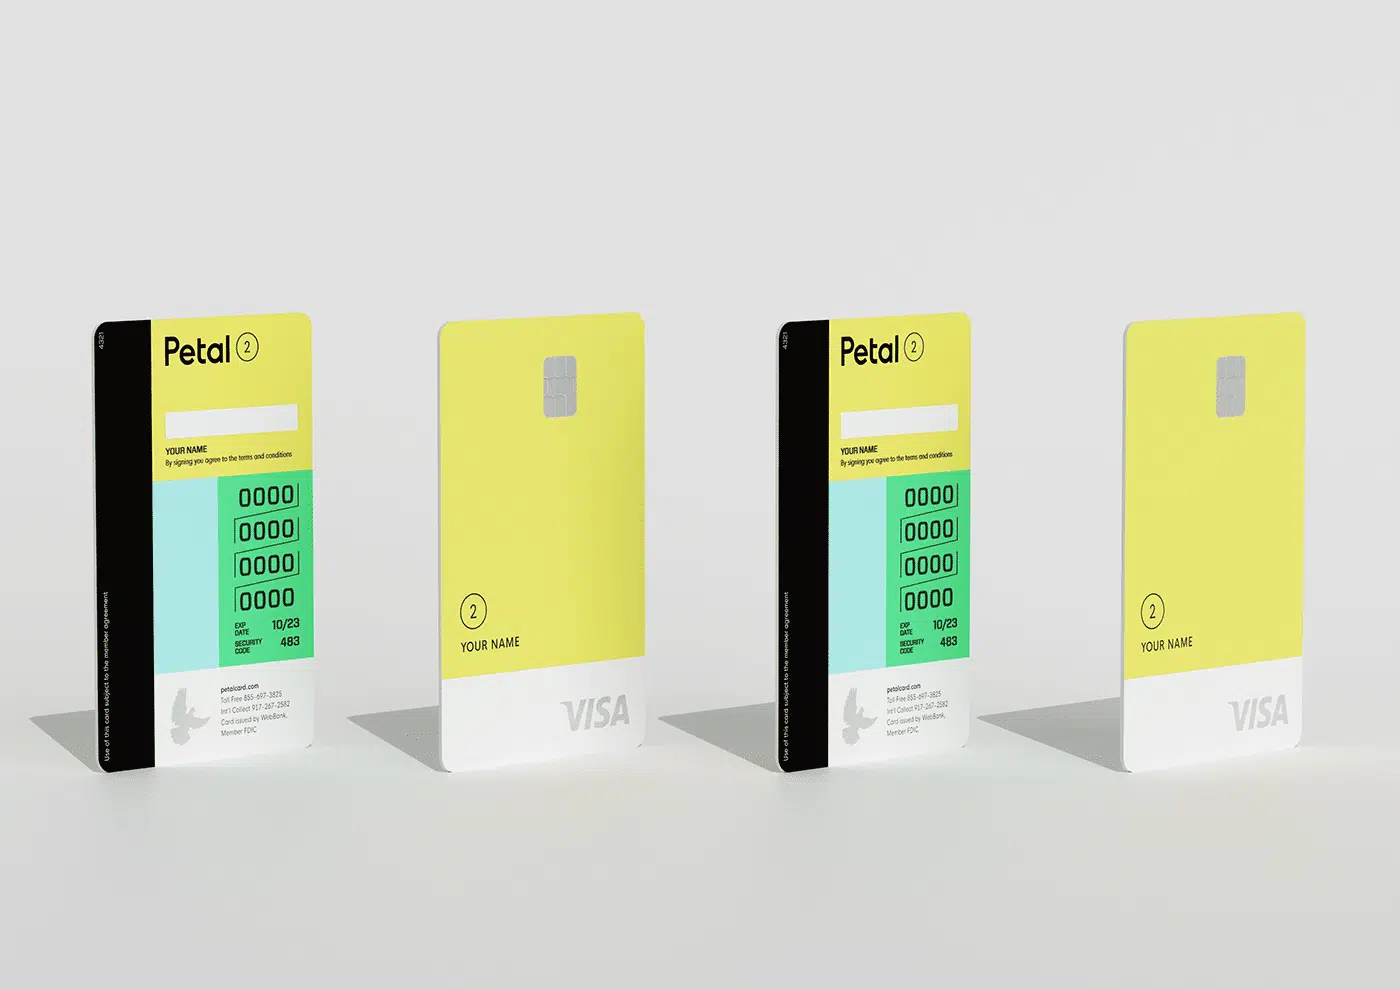 4321
Petal 2
YOUR NAME
By signing you agree to the terms and conditions
0000
0000
0000
0000
EXP
DATE
10/23
SECURITY
CODE
483
petalcard.com
Toll Free 855-697-3825
Int'l Collect 917-267-2582
Card issued by WebBank,
Member FDIC
Use of this card subject to the member agreement
2
YOUR NAME
VISA
4321
Petal 2
YOUR NAME
By signing you agree to the terms and conditions
0000
0000
0000
0000
EXP
DATE
10/23
SECURITY
CODE
483
petalcard.com
Toll Free 855-697-3825
Int'l Collect 917-267-2582
Card issued by WebBank,
Member FDIC
Use of this card subject to the member agreement
2
YOUR NAME
VISA